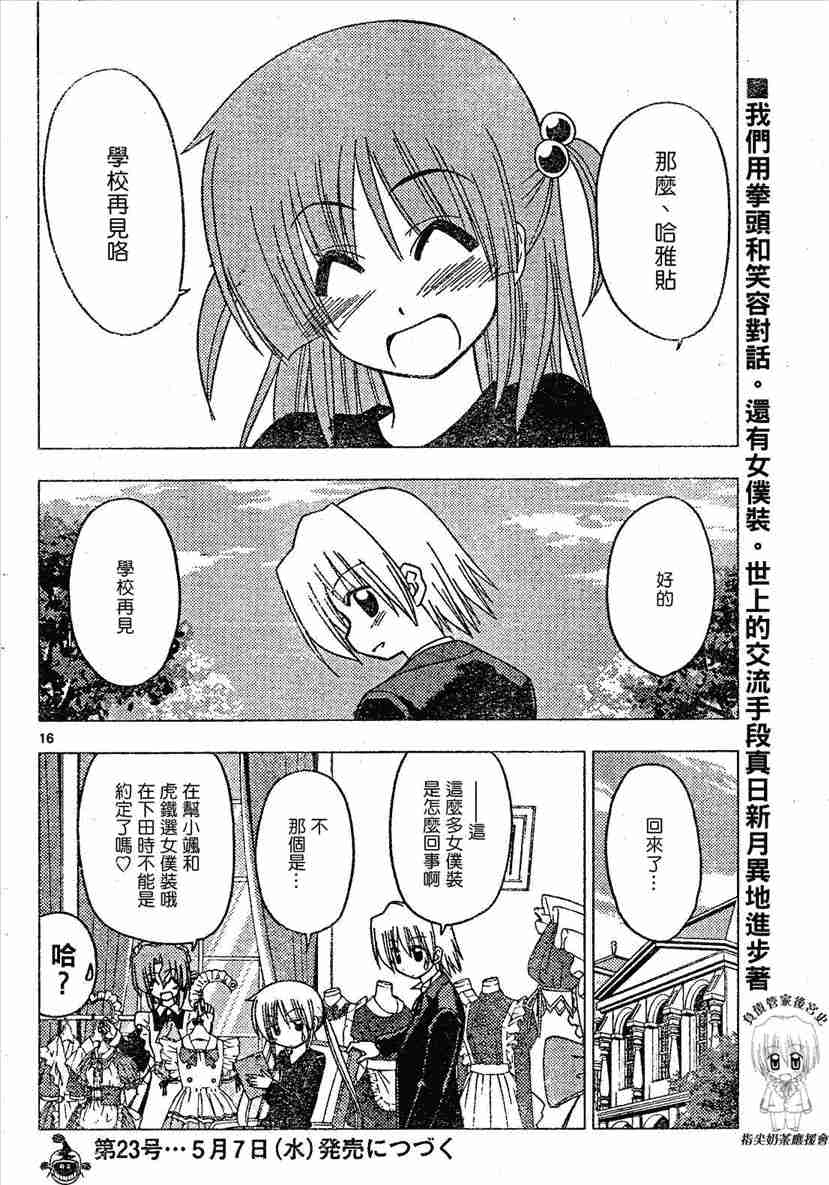 ■我們用拳頭和笑容對話。還有女僕裝。世上的交流手段真日新月異地進步著
那麼、哈雅貼
學校再見咯
好的
學校再見
16
回來了…
——這
這麼多女僕裝
是怎麼回事啊
不
那個是…
在幫小颯和
虎鐵選女僕裝哦
在下田時不能是
約定了嗎♡
哈?
負債管家後宮史
指尖奶茶應援會
第23号…5月7日(水)発売につづく